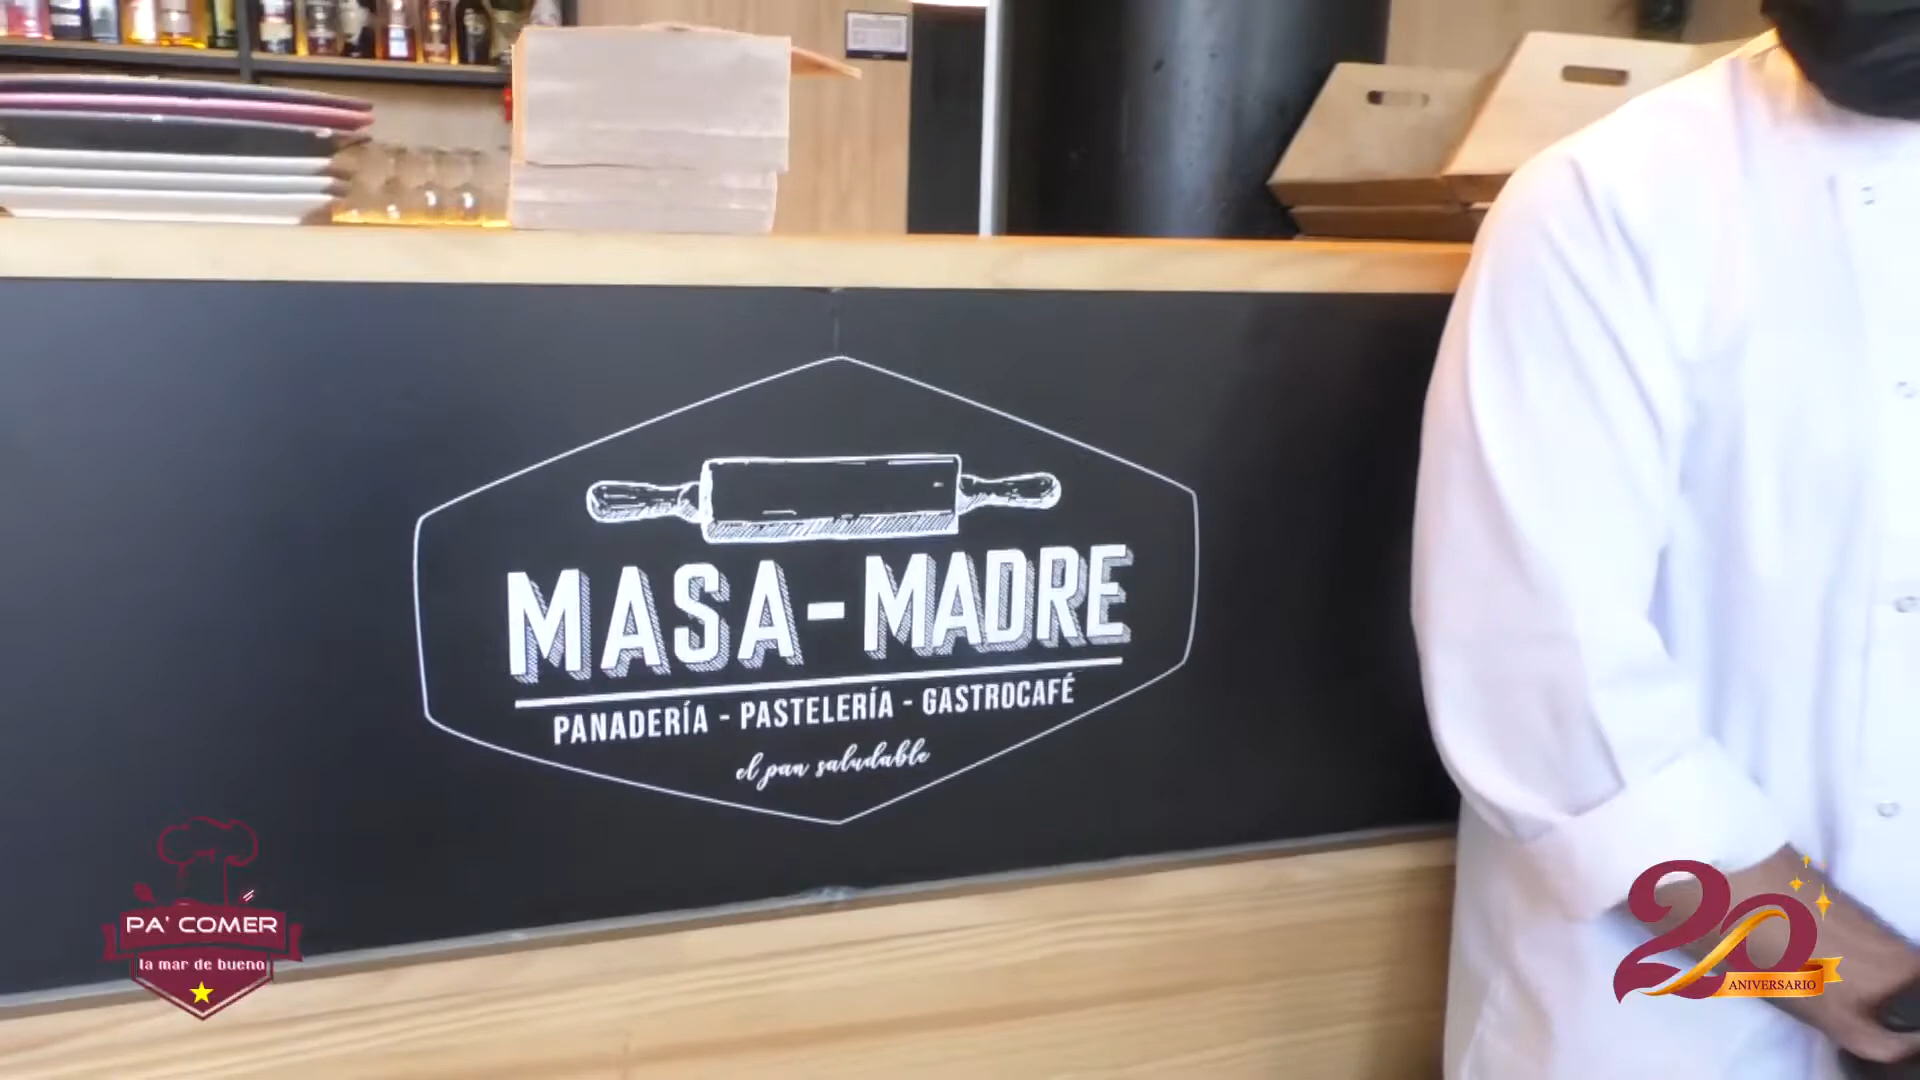 MASA-MADRE
PANADERÍA - PASTELERÍA - GASTROCAFÉ
el pan saludable
PA' COMER
la mar de bueno
20
ANIVERSARIO